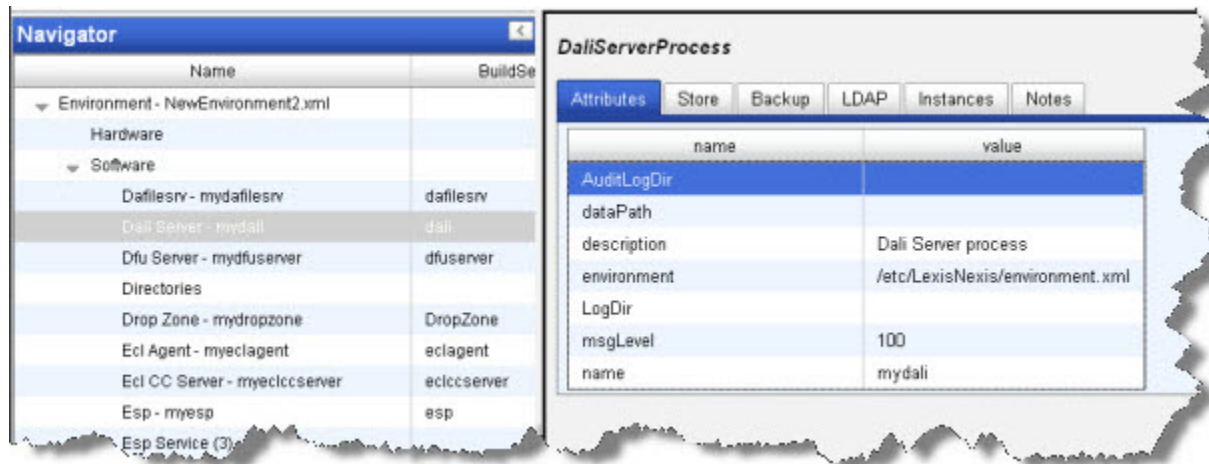 Navigator
Name BuildSe
Environment - NewEnvironment2.xml
Hardware
Software
Dafilesrv - mydafilesrv dafilesrv
Dali Server - mydali dali
Dfu Server - mydfuserver dfuserver
Directories
Drop Zone - mydropzone DropZone
Ecl Agent - myeclagent eclagent
Ecl CC Server - myeclccserver eclccserver
Esp - myesp esp
Esp Service (3)
DaliServerProcess
Attributes Store Backup LDAP Instances Notes
name value
AuditLogDir
dataPath
description Dali Server process
environment /etc/LexisNexis/environment.xml
LogDir
msgLevel 100
name mydali